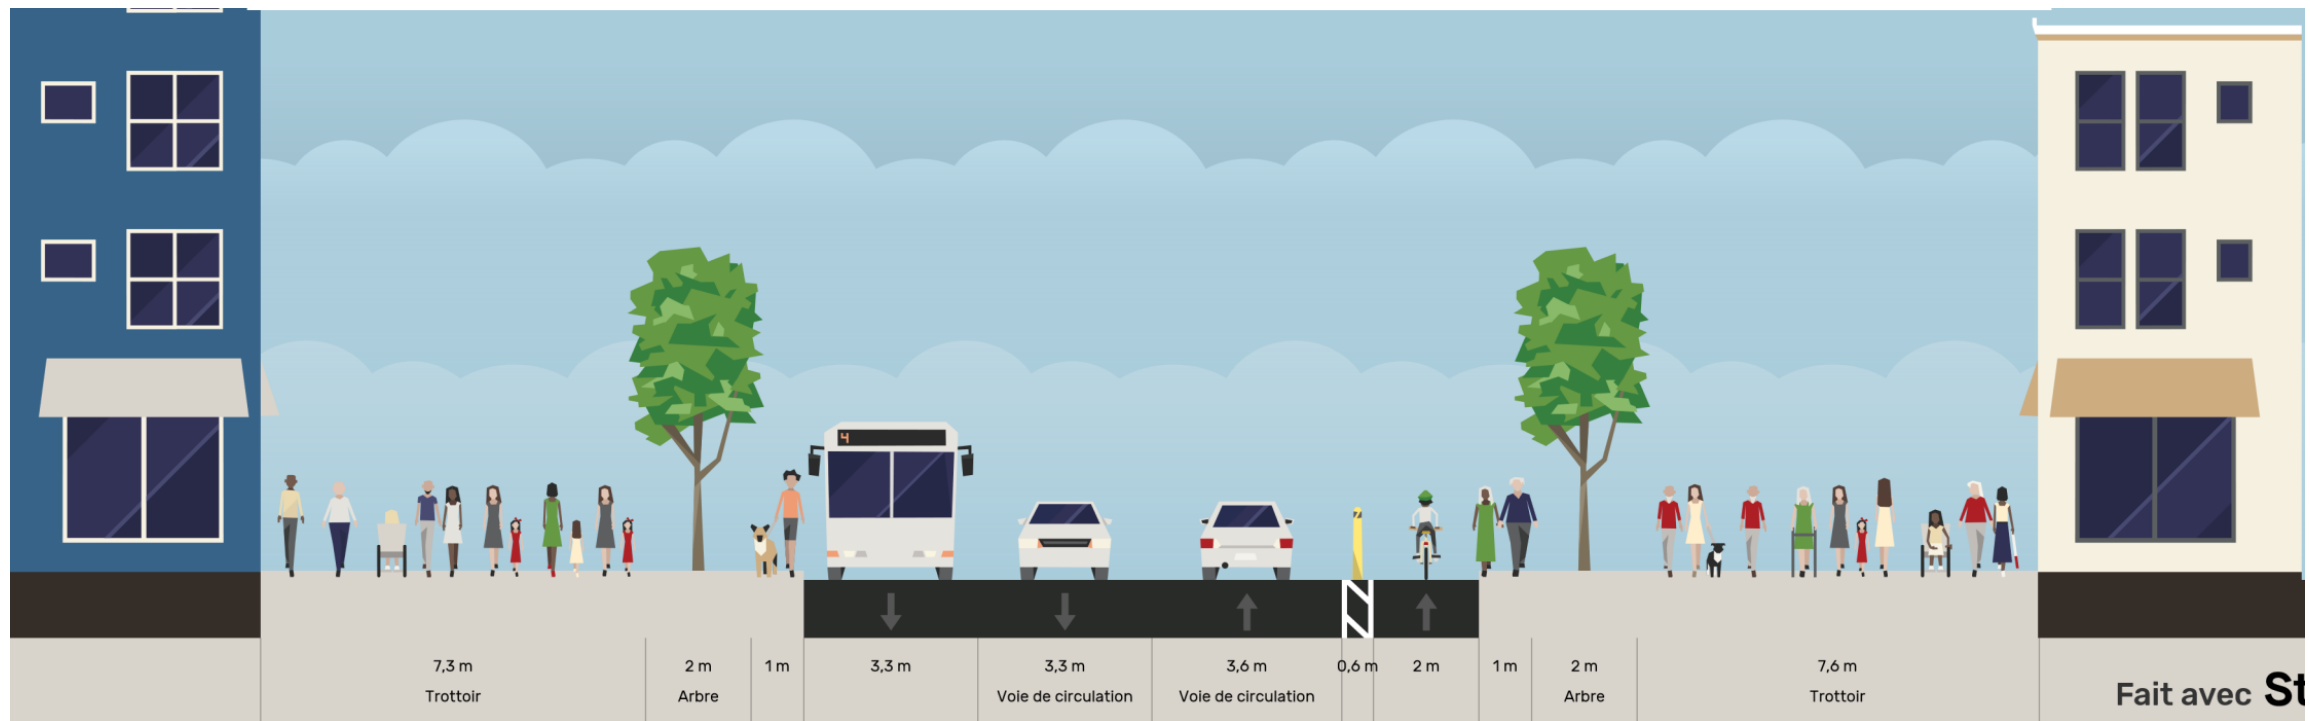 4
7,3 m
Trottoir
2 m
Arbre
1 m
3,3 m
3,3 m
Voie de circulation
3,6 m
Voie de circulation
0,6 m
2 m
1 m
2 m
Arbre
7,6 m
Trottoir
Fait avec St